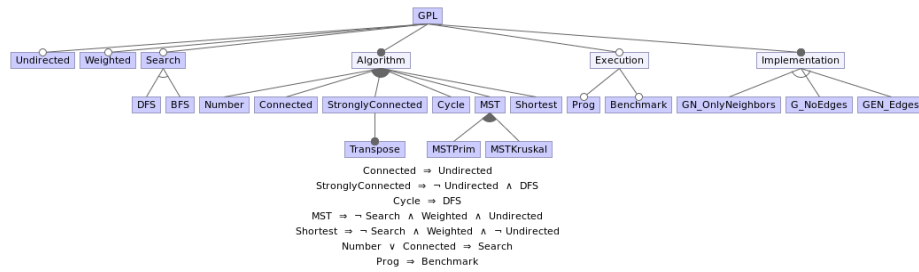 GPL
Undirected Weighted Search Algorithm Execution Implementation
DFS BFS Number Connected StronglyConnected Cycle MST Shortest Prog Benchmark GN_OnlyNeighbors G_NoEdges GEN_Edges
Transpose MSTPrim MSTKruskal
Connected ⇒ Undirected
StronglyConnected ⇒ ¬ Undirected ∧ DFS
Cycle ⇒ DFS
MST ⇒ ¬ Search ∧ Weighted ∧ Undirected
Shortest ⇒ ¬ Search ∧ Weighted ∧ ¬ Undirected
Number ∨ Connected ⇒ Search
Prog ⇒ Benchmark